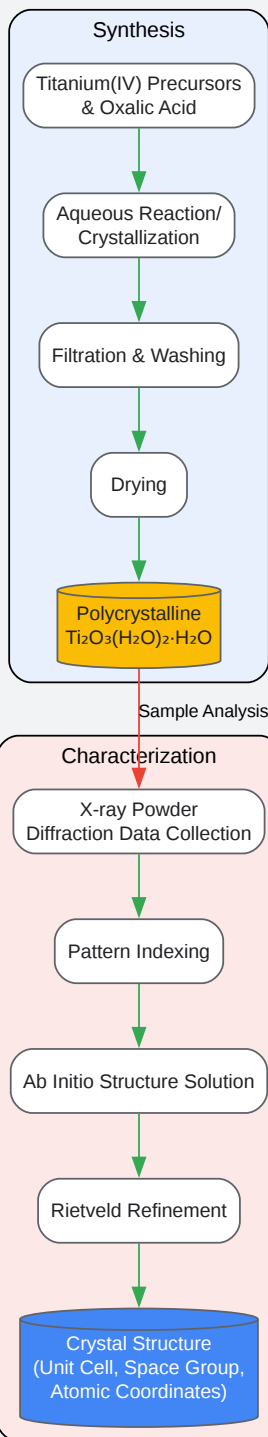 Synthesis
Titanium(IV) Precursors
& Oxalic Acid
Aqueous Reaction/
Crystallization
Filtration & Washing
Drying
Polycrystalline
Ti₂O₃(H₂O)₂·H₂O
Sample Analysis
Characterization
X-ray Powder
Diffraction Data Collection
Pattern Indexing
Ab Initio Structure Solution
Rietveld Refinement
Crystal Structure
(Unit Cell, Space Group,
Atomic Coordinates)